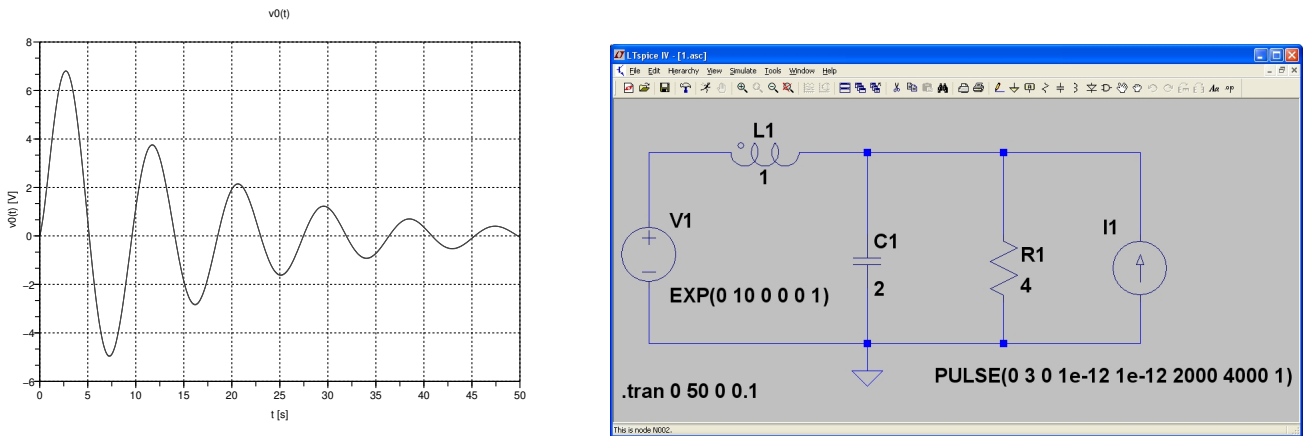 v0(t)
8
6
4
2
0
−2
−4
−6
v0(t) [V]
0 5 10 15 20 25 30 35 40 45 50
t [s]
LTspice IV - [1.asc]
File Edit Hierarchy View Simulate Tools Window Help
L1
1
V1
EXP(0 10 0 0 0 1)
C1
2
R1
4
I1
PULSE(0 3 0 1e-12 1e-12 2000 4000 1)
.tran 0 50 0 0.1
This is node N002.